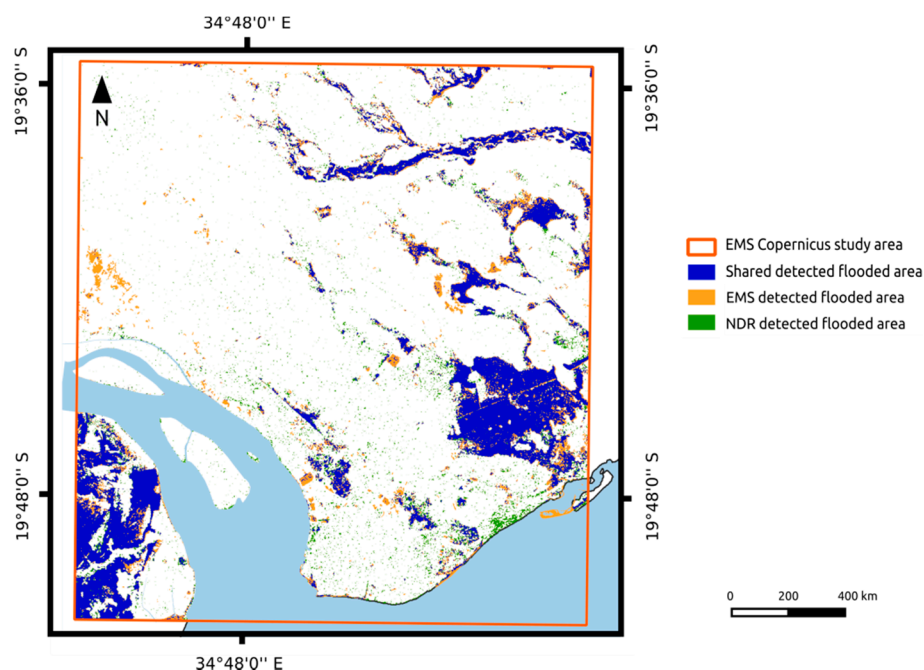 34°48'0'' E
19°36'0'' S
19°36'0'' S
N
EMS Copernicus study area
Shared detected flooded area
EMS detected flooded area
NDR detected flooded area
19°48'0'' S
19°48'0'' S
0 200 400 km
34°48'0'' E